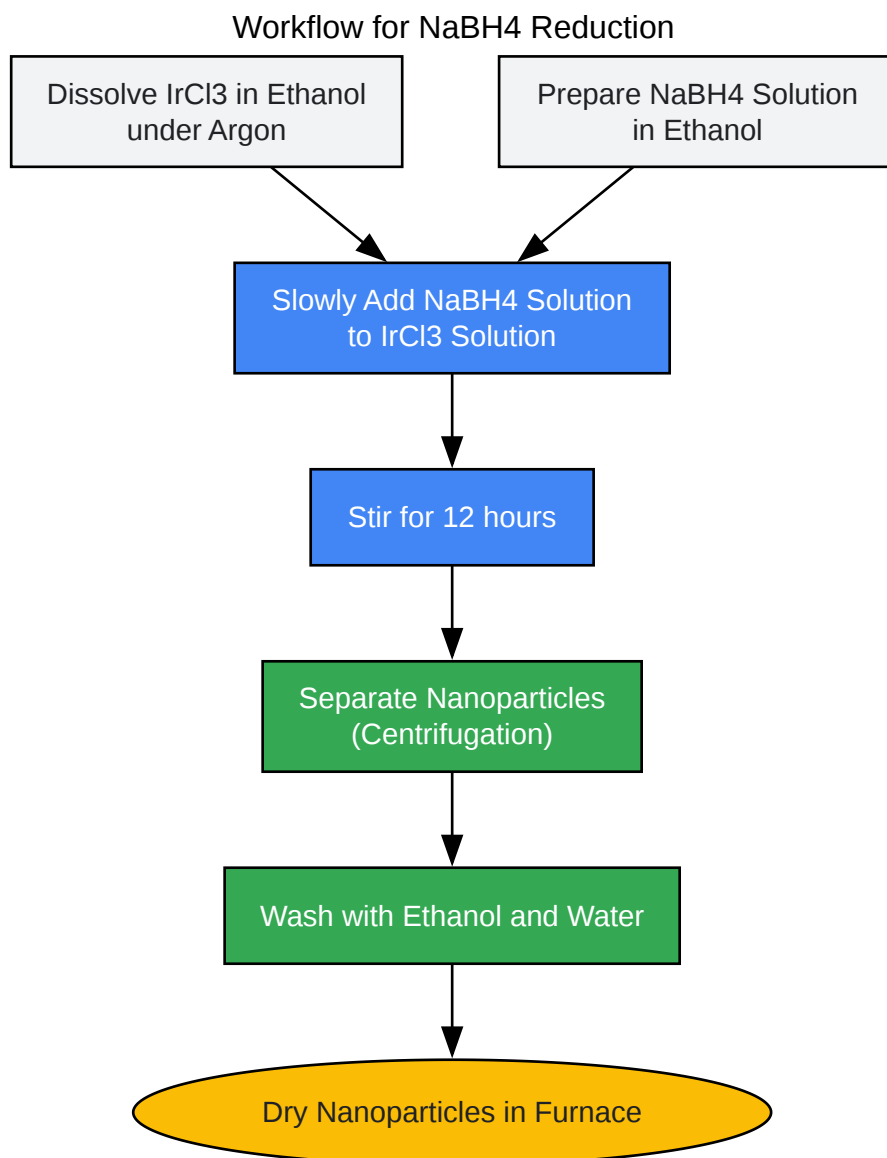 Workflow for NaBH4 Reduction
Dissolve IrCl3 in Ethanol
under Argon
Prepare NaBH4 Solution
in Ethanol
Slowly Add NaBH4 Solution
to IrCl3 Solution
Stir for 12 hours
Separate Nanoparticles
(Centrifugation)
Wash with Ethanol and Water
Dry Nanoparticles in Furnace